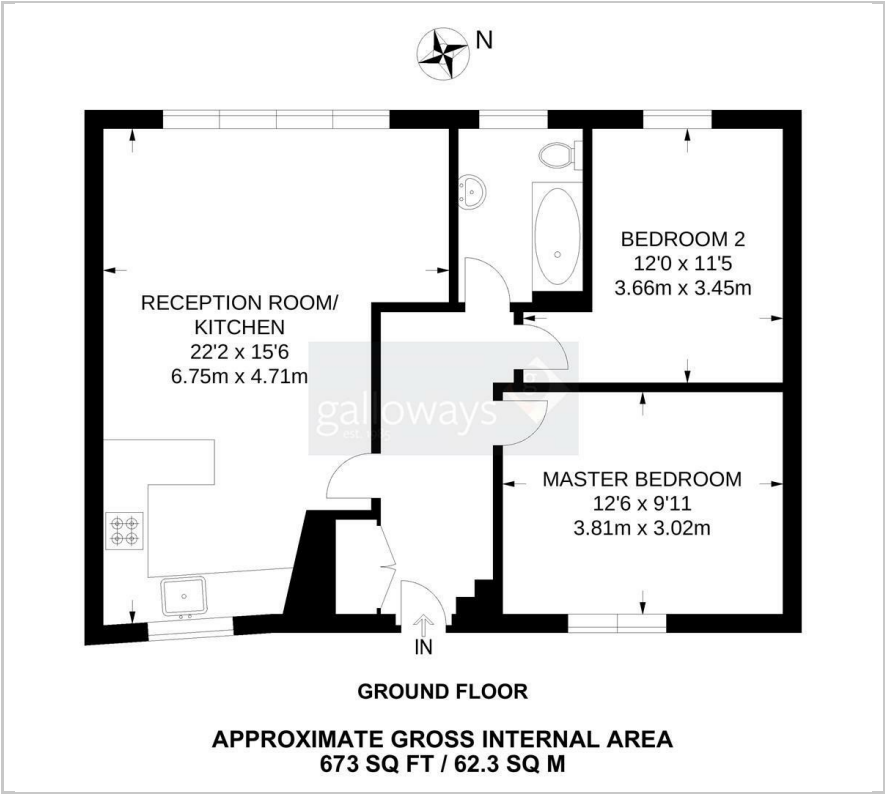 N
RECEPTION ROOM/
KITCHEN
22'2 x 15'6
6.75m x 4.71m
BEDROOM 2
12'0 x 11'5
3.66m x 3.45m
galloways
MASTER BEDROOM
12'6 x 9'11
3.81m x 3.02m
IN
GROUND FLOOR
APPROXIMATE GROSS INTERNAL AREA
673 SQ FT / 62.3 SQ M